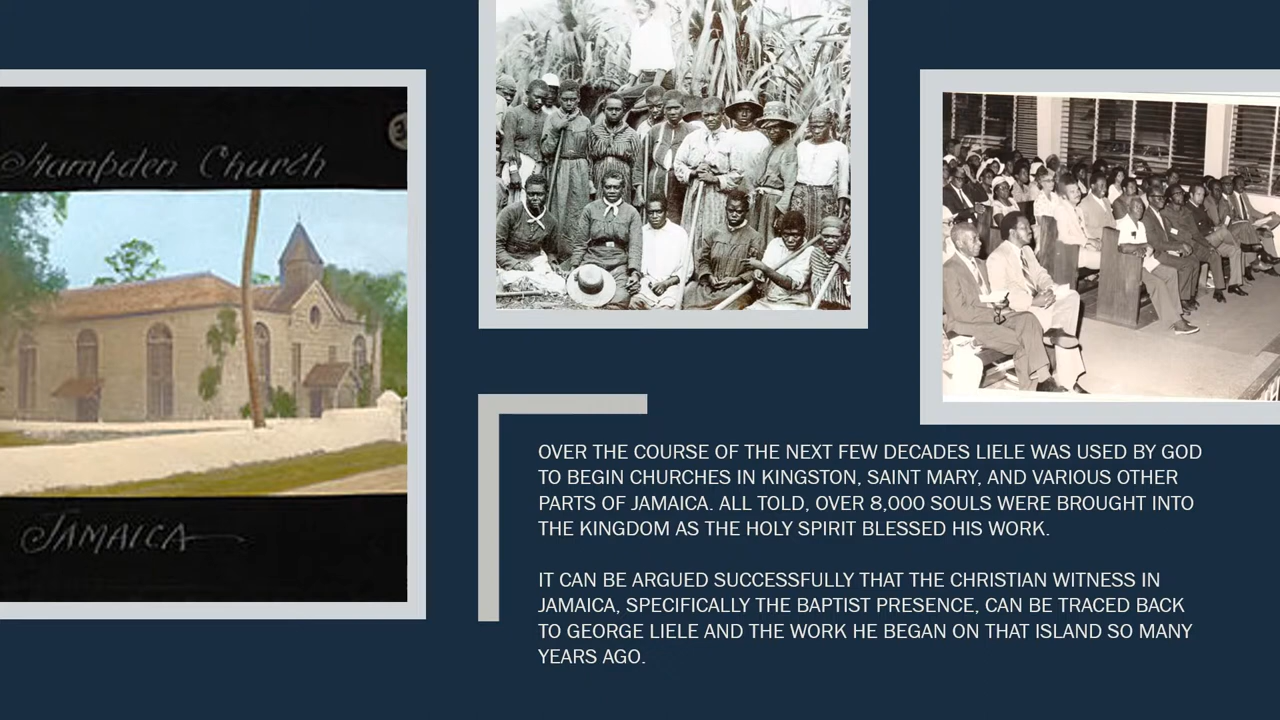 Hampden Church
JAMAICA
OVER THE COURSE OF THE NEXT FEW DECADES LIELE WAS USED BY GOD
TO BEGIN CHURCHES IN KINGSTON, SAINT MARY, AND VARIOUS OTHER
PARTS OF JAMAICA. ALL TOLD, OVER 8,000 SOULS WERE BROUGHT INTO
THE KINGDOM AS THE HOLY SPIRIT BLESSED HIS WORK.
IT CAN BE ARGUED SUCCESSFULLY THAT THE CHRISTIAN WITNESS IN
JAMAICA, SPECIFICALLY THE BAPTIST PRESENCE, CAN BE TRACED BACK
TO GEORGE LIELE AND THE WORK HE BEGAN ON THAT ISLAND SO MANY
YEARS AGO.